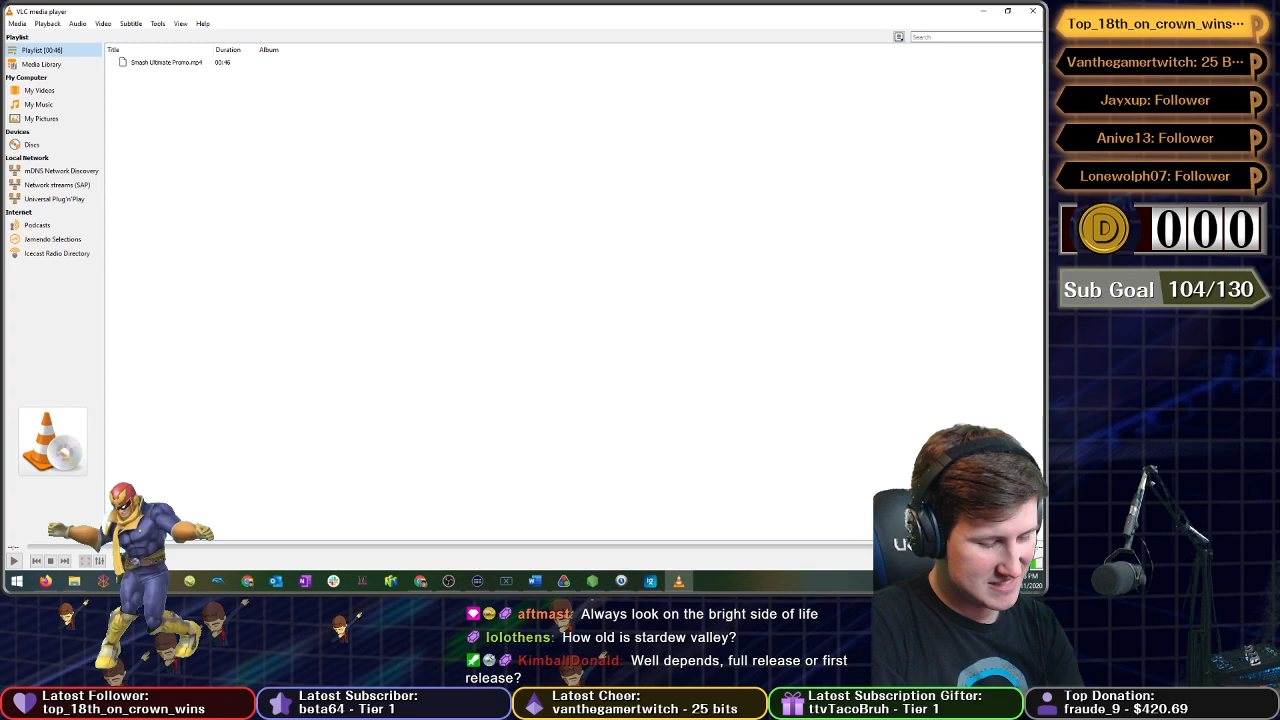 VLC media player
Media Playback Audio Video Subtitle Tools View Help
Playlist
Playlist [00:46]
Media Library
My Computer
My Videos
My Music
My Pictures
Devices
Discs
Local Network
mDNS Network Discovery
Network streams (SAP)
Universal Plug'n'Play
Internet
Podcasts
Jamendo Selections
Icecast Radio Directory
Search
Title Duration Album
Smash Ultimate Promo.mp4 00:46
--:--
Top_18th_on_crown_wins...
Vanthegamertwitch: 25 B...
Jayxup: Follower
Anive13: Follower
Lonewolph07: Follower
D 000
Sub Goal 104/130
aftmast: Always look on the bright side of life
lolothens: How old is stardew valley?
KimballDonald: Well depends, full release or first
release?
Latest Follower:
top_18th_on_crown_wins
Latest Subscriber:
beta64 - Tier 1
Latest Cheer:
vanthegamertwitch - 25 bits
Latest Subscription Gifter:
ttvTacoBruh - Tier 1
Top Donation:
fraude_9 - $420.69